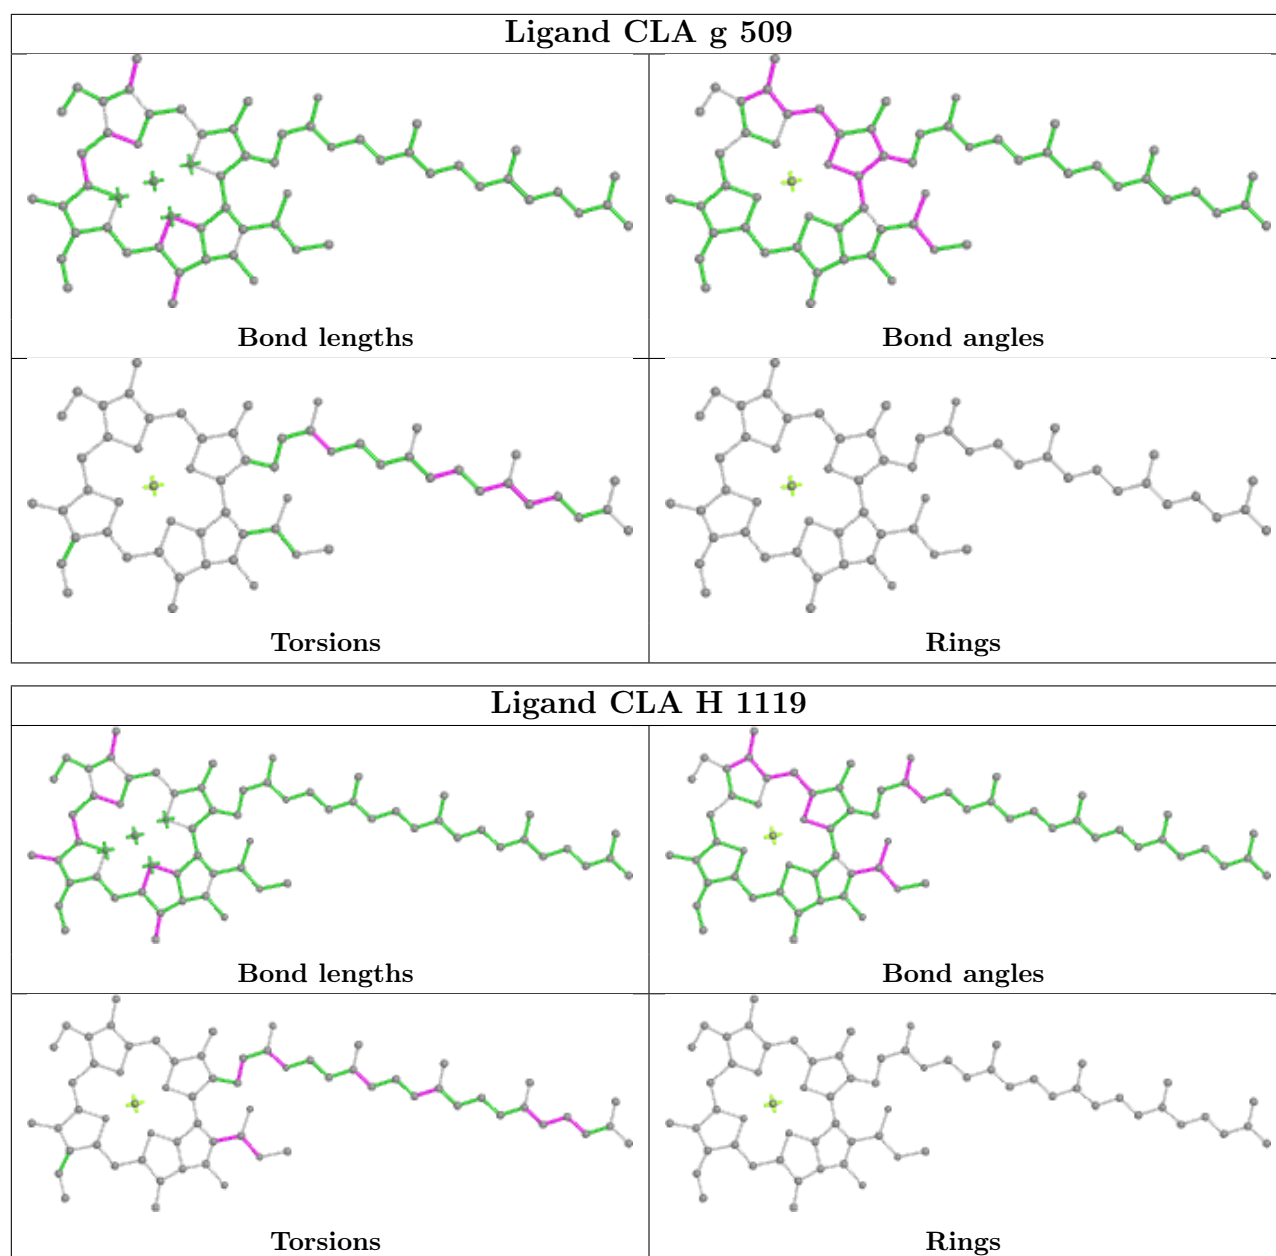 Ligand CLA g 509
Bond lengths
Bond angles
Torsions
Rings
Ligand CLA H 1119
Bond lengths
Bond angles
Torsions
Rings